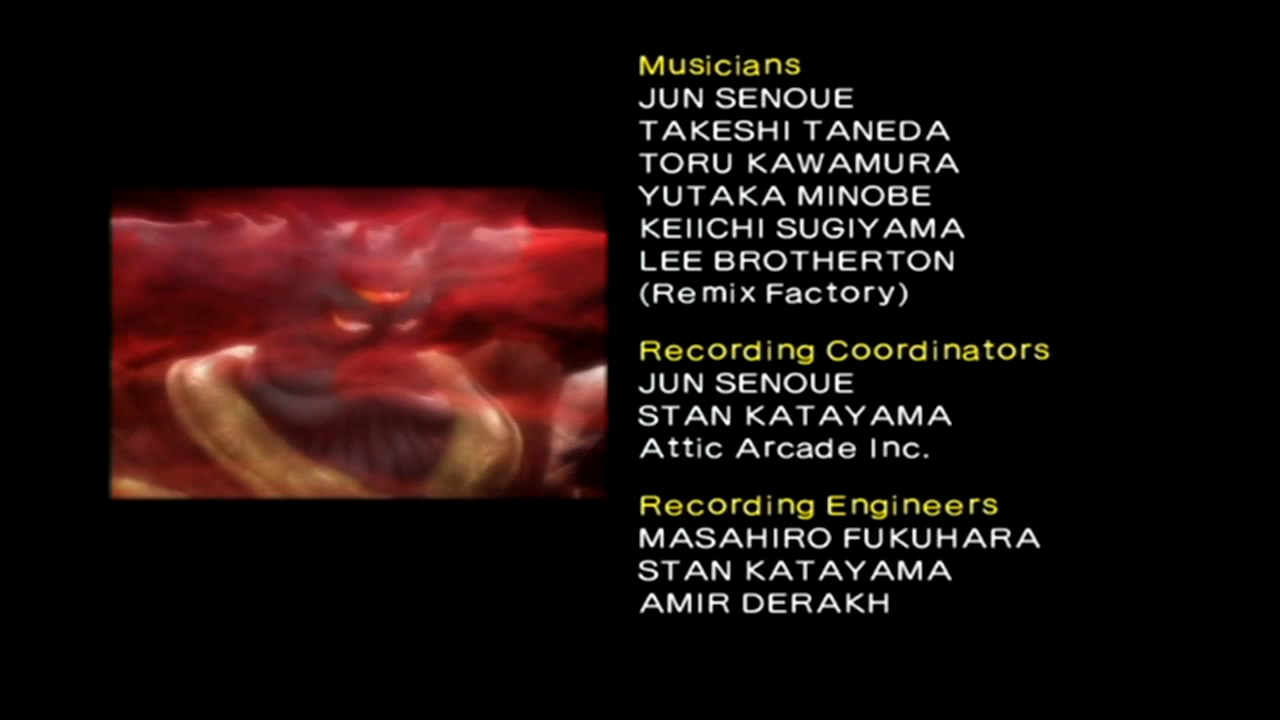 Musicians
JUN SENOUE
TAKESHI TANEDA
TORU KAWAMURA
YUTAKA MINOBE
KEIICHI SUGIYAMA
LEE BROTHERTON
(Remix Factory)
Recording Coordinators
JUN SENOUE
STAN KATAYAMA
Attic Arcade Inc.
Recording Engineers
MASAHIRO FUKUHARA
STAN KATAYAMA
AMIR DERAKH